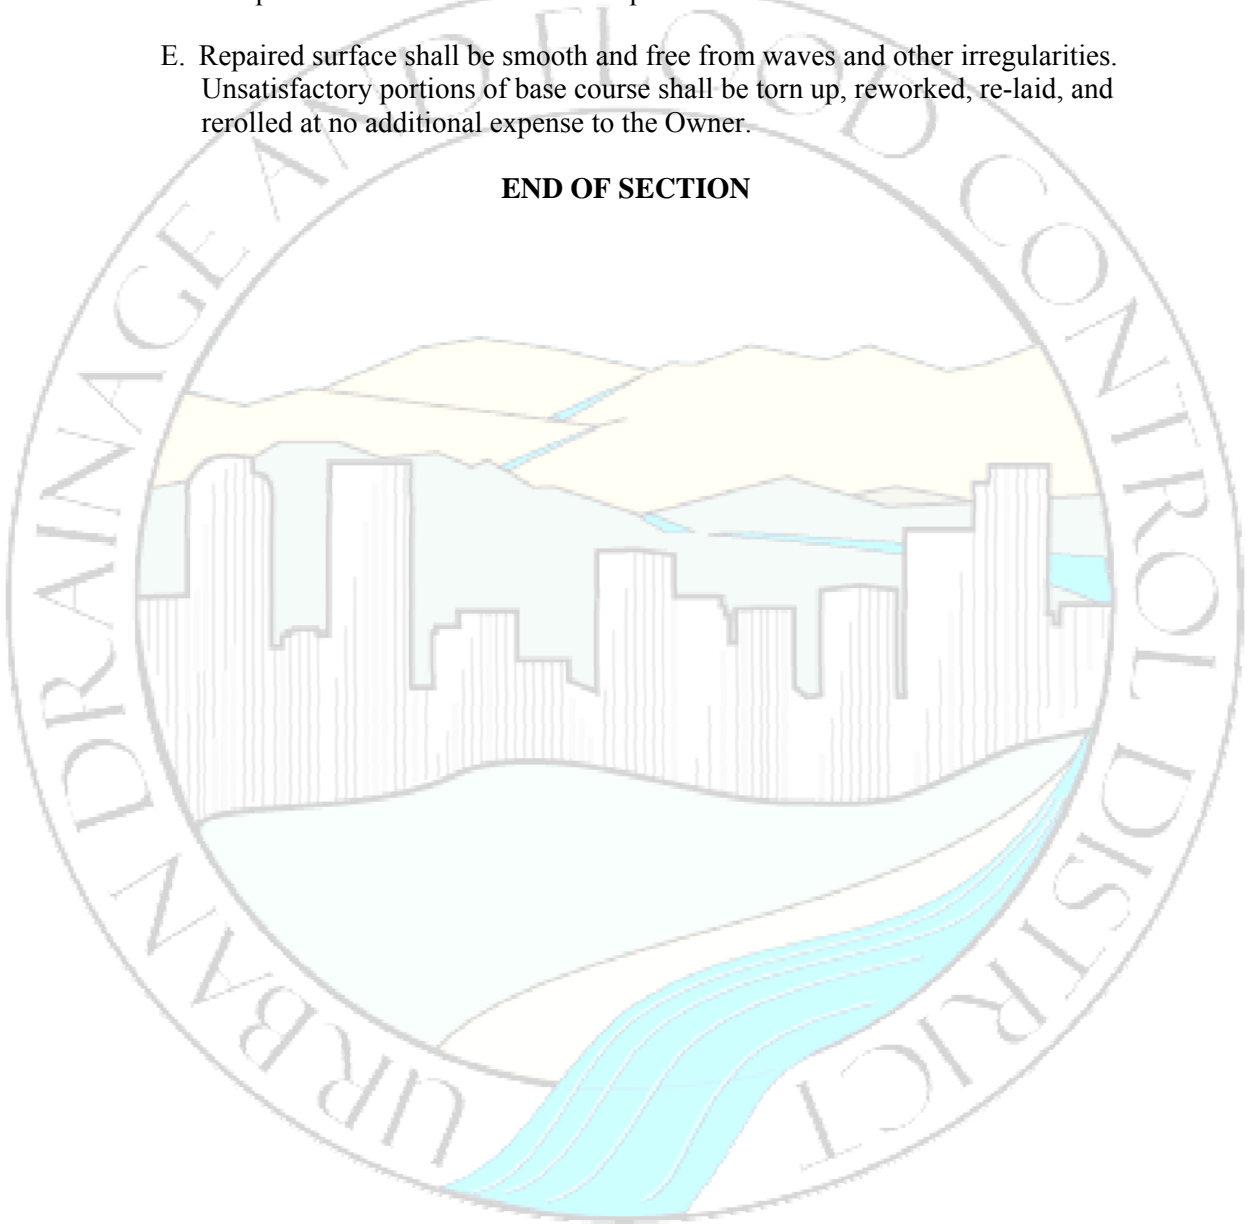 E. Repaired surface shall be smooth and free from waves and other irregularities.
Unsatisfactory portions of base course shall be torn up, reworked, re-laid, and
rerolled at no additional expense to the Owner.
END OF SECTION
URBAN DRAINAGE AND FLOOD CONTROL DISTRICT